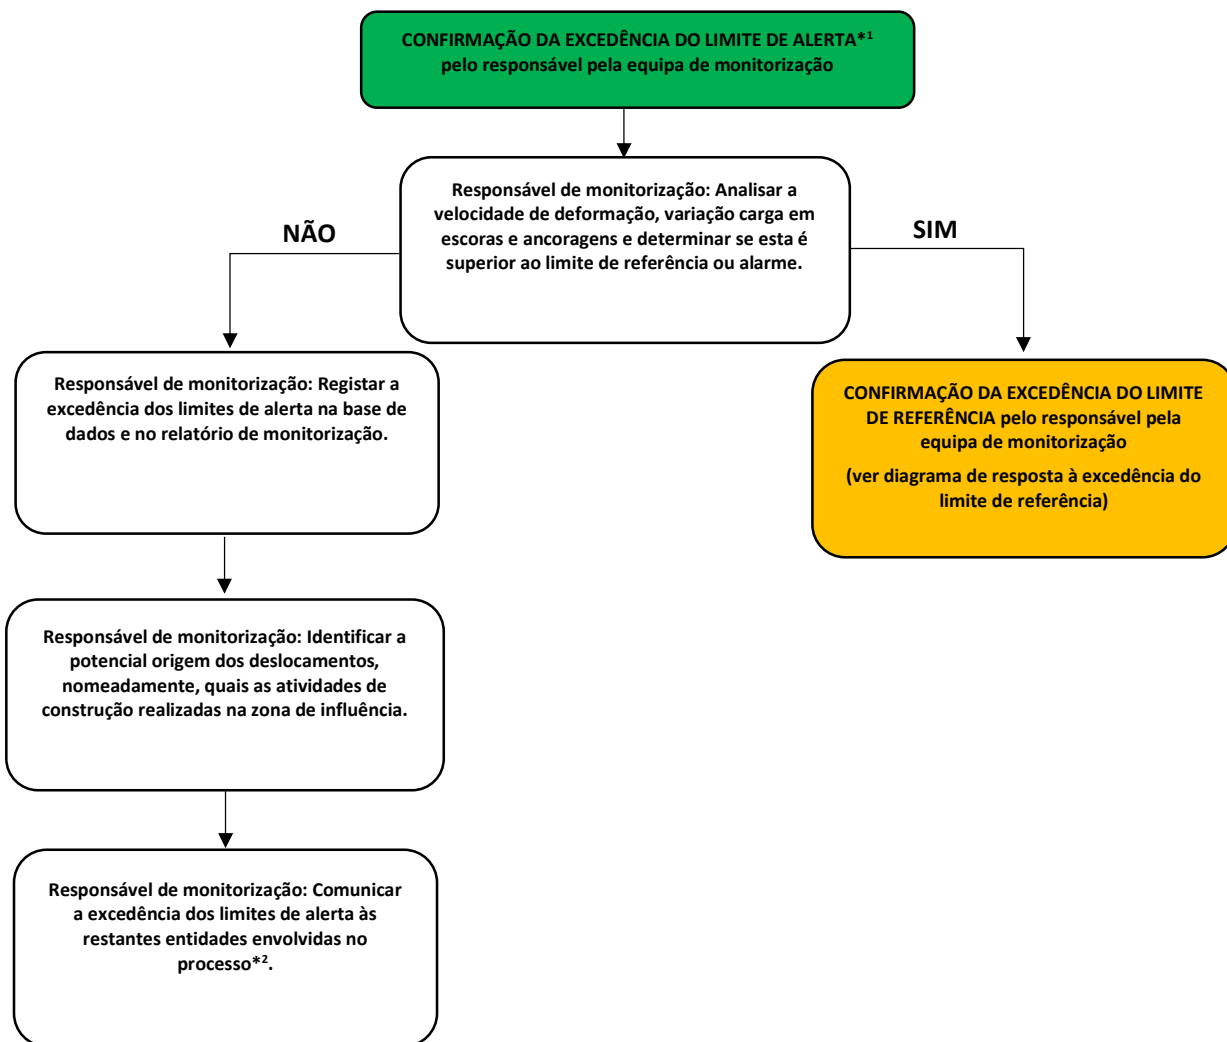 CONFIRMAÇÃO DA EXCEDÊNCIA DO LIMITE DE ALERTA*¹
pelo responsável pela equipa de monitorização
Responsável de monitorização: Analisar a
velocidade de deformação, variação carga em
escoras e ancoragens e determinar se esta é
superior ao limite de referência ou alarme.
NÃO
SIM
Responsável de monitorização: Registar a
excedência dos limites de alerta na base de
dados e no relatório de monitorização.
CONFIRMAÇÃO DA EXCEDÊNCIA DO LIMITE
DE REFERÊNCIA pelo responsável pela
equipa de monitorização
(ver diagrama de resposta à excedência do
limite de referência)
Responsável de monitorização: Identificar a
potencial origem dos deslocamentos,
nomeadamente, quais as atividades de
construção realizadas na zona de influência.
Responsável de monitorização: Comunicar
a excedência dos limites de alerta às
restantes entidades envolvidas no
processo*².